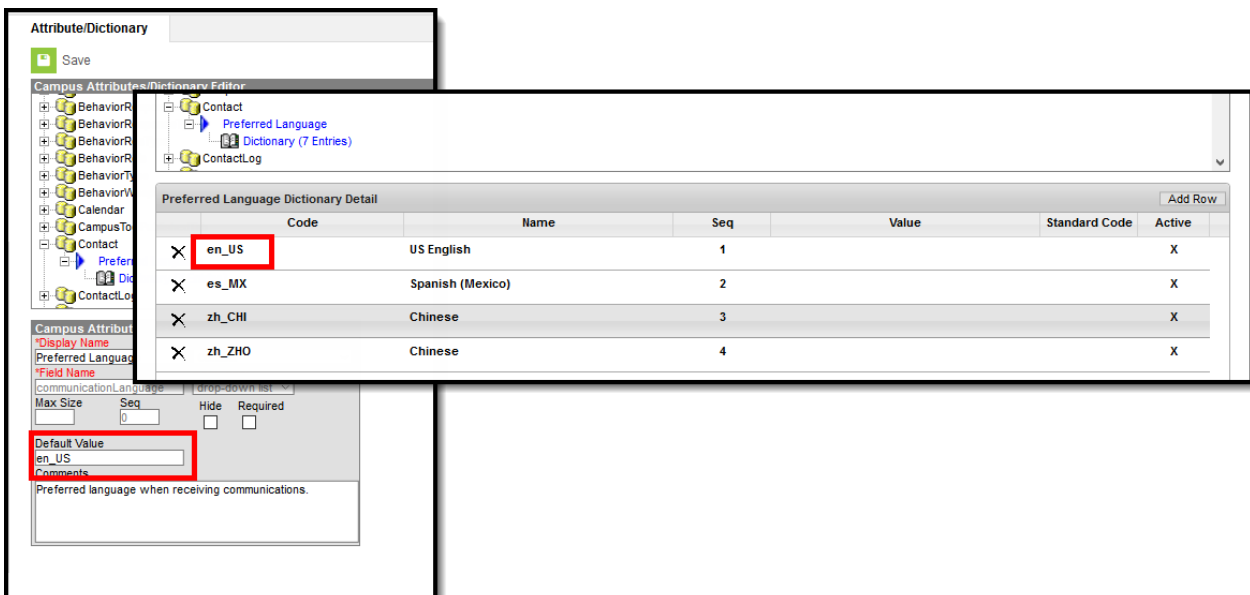 Attribute/Dictionary
Save
Campus Attributes/Dictionary Editor
BehaviorR
BehaviorR
BehaviorR
BehaviorR
BehaviorTy
BehaviorW
Calendar
CampusToo
Contact
Prefer
Dic
ContactLog
Contact
Preferred Language
Dictionary (7 Entries)
ContactLog
Preferred Language Dictionary Detail Add Row
Code Name Seq Value Standard Code Active
X en_US US English 1 X
X es_MX Spanish (Mexico) 2 X
X zh_CHI Chinese 3 X
X zh_ZHO Chinese 4 X
Campus Attribut
*Display Name
Preferred Languag
*Field Name
communicationLanguage drop-down list
Max Size Seq Hide Required
0
Default Value
en_US
Comments
Preferred language when receiving communications.